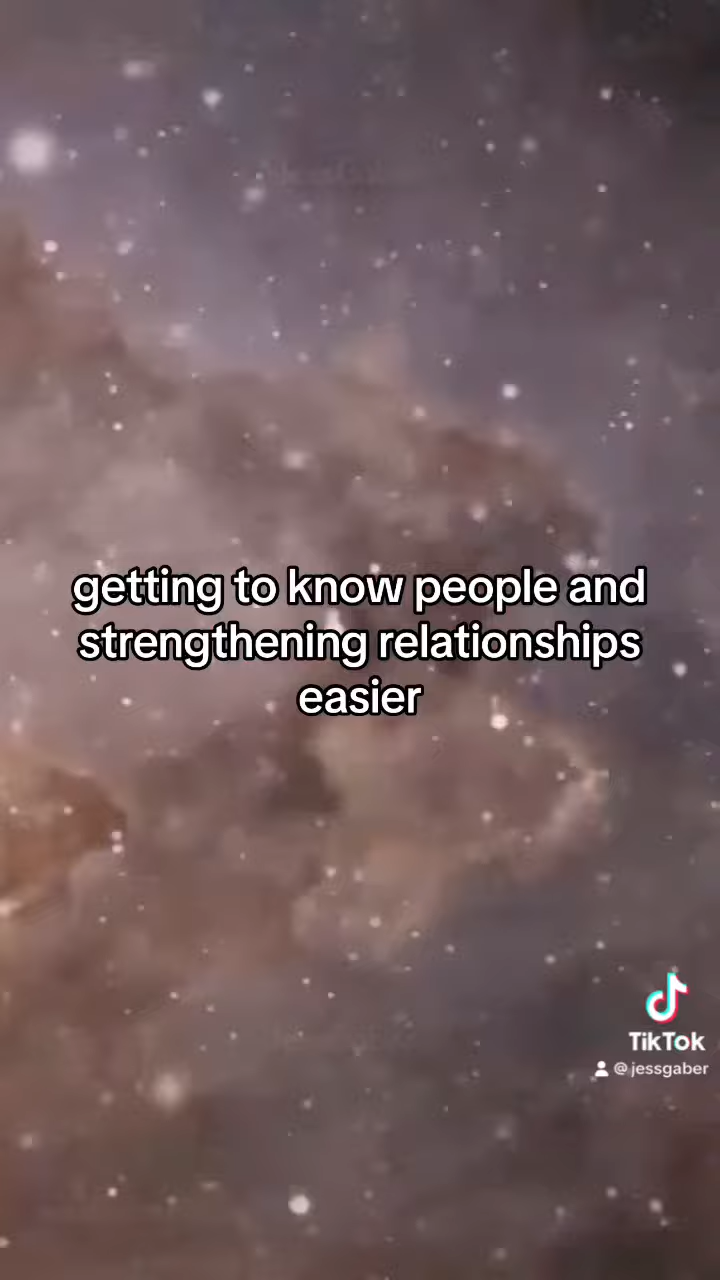 getting to know people and
strengthening relationships
easier
TikTok
@jessgaber